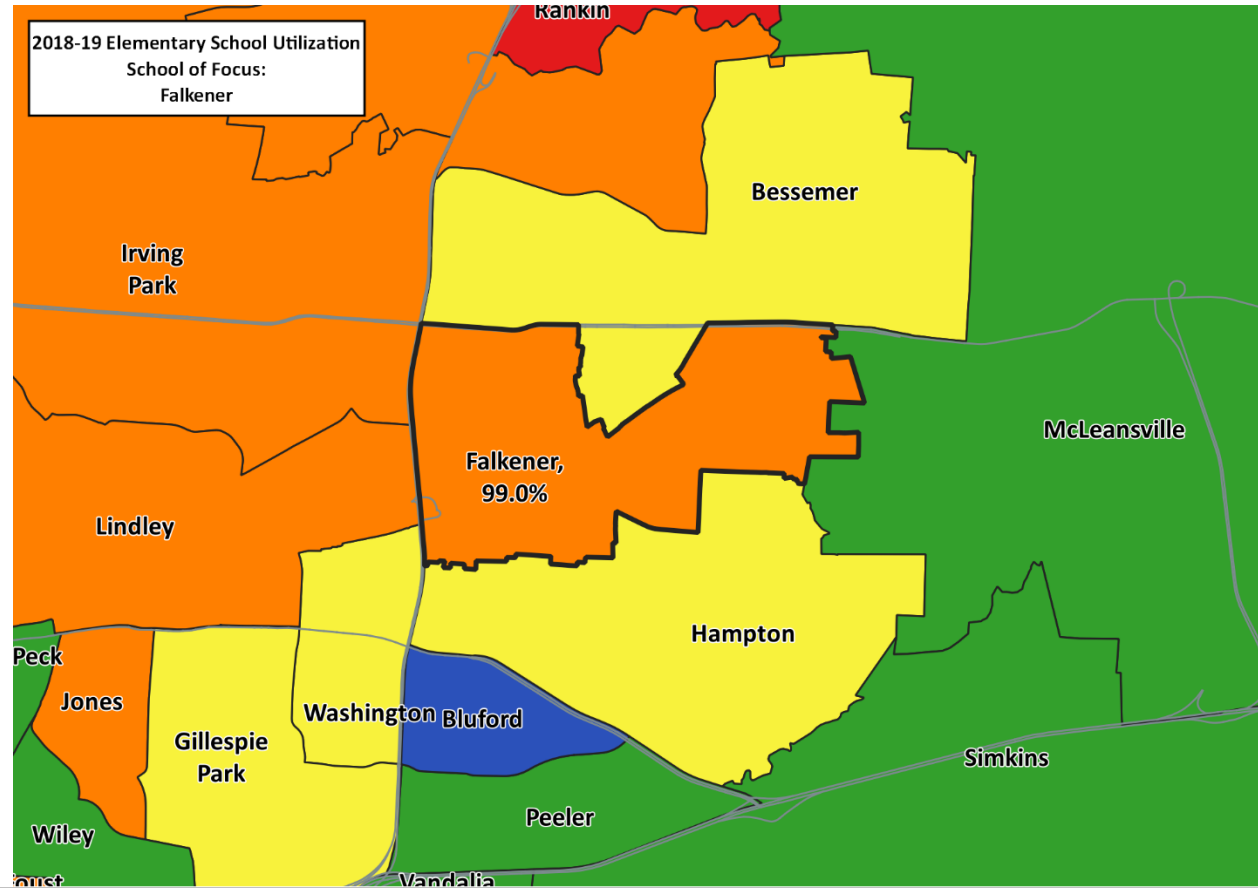 2018-19 Elementary School Utilization
School of Focus:
Falkener
Rankin
Bessemer
Irving
Park
McLeansville
Falkener,
99.0%
Lindley
Hampton
Peck
Jones
Washington
Bluford
Gillespie
Park
Simkins
Peeler
Wiley
oust
Vandalia